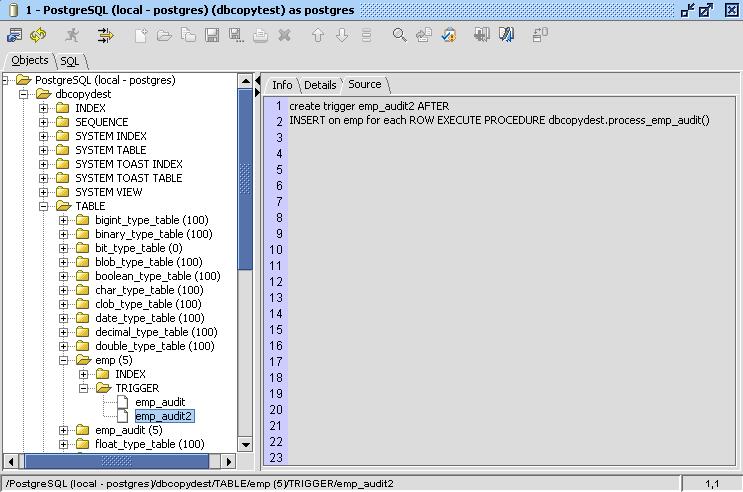 1 - PostgreSQL (local - postgres) (dbcopytest) as postgres
Objects SQL
PostgreSQL (local - postgres)
dbcopydest
INDEX
SEQUENCE
SYSTEM INDEX
SYSTEM TABLE
SYSTEM TOAST INDEX
SYSTEM TOAST TABLE
SYSTEM VIEW
TABLE
bigint_type_table (100)
binary_type_table (100)
bit_type_table (0)
blob_type_table (100)
boolean_type_table (100)
char_type_table (100)
clob_type_table (100)
date_type_table (100)
decimal_type_table (100)
double_type_table (100)
emp (5)
INDEX
TRIGGER
emp_audit
emp_audit2
emp_audit (5)
float_type_table (100)
Info Details Source
1 create trigger emp_audit2 AFTER
2 INSERT on emp for each ROW EXECUTE PROCEDURE dbcopydest.process_emp_audit()
3
4
5
6
7
8
9
10
11
12
13
14
15
16
17
18
19
20
21
22
23
/PostgreSQL (local - postgres)/dbcopydest/TABLE/emp (5)/TRIGGER/emp_audit2 1,1